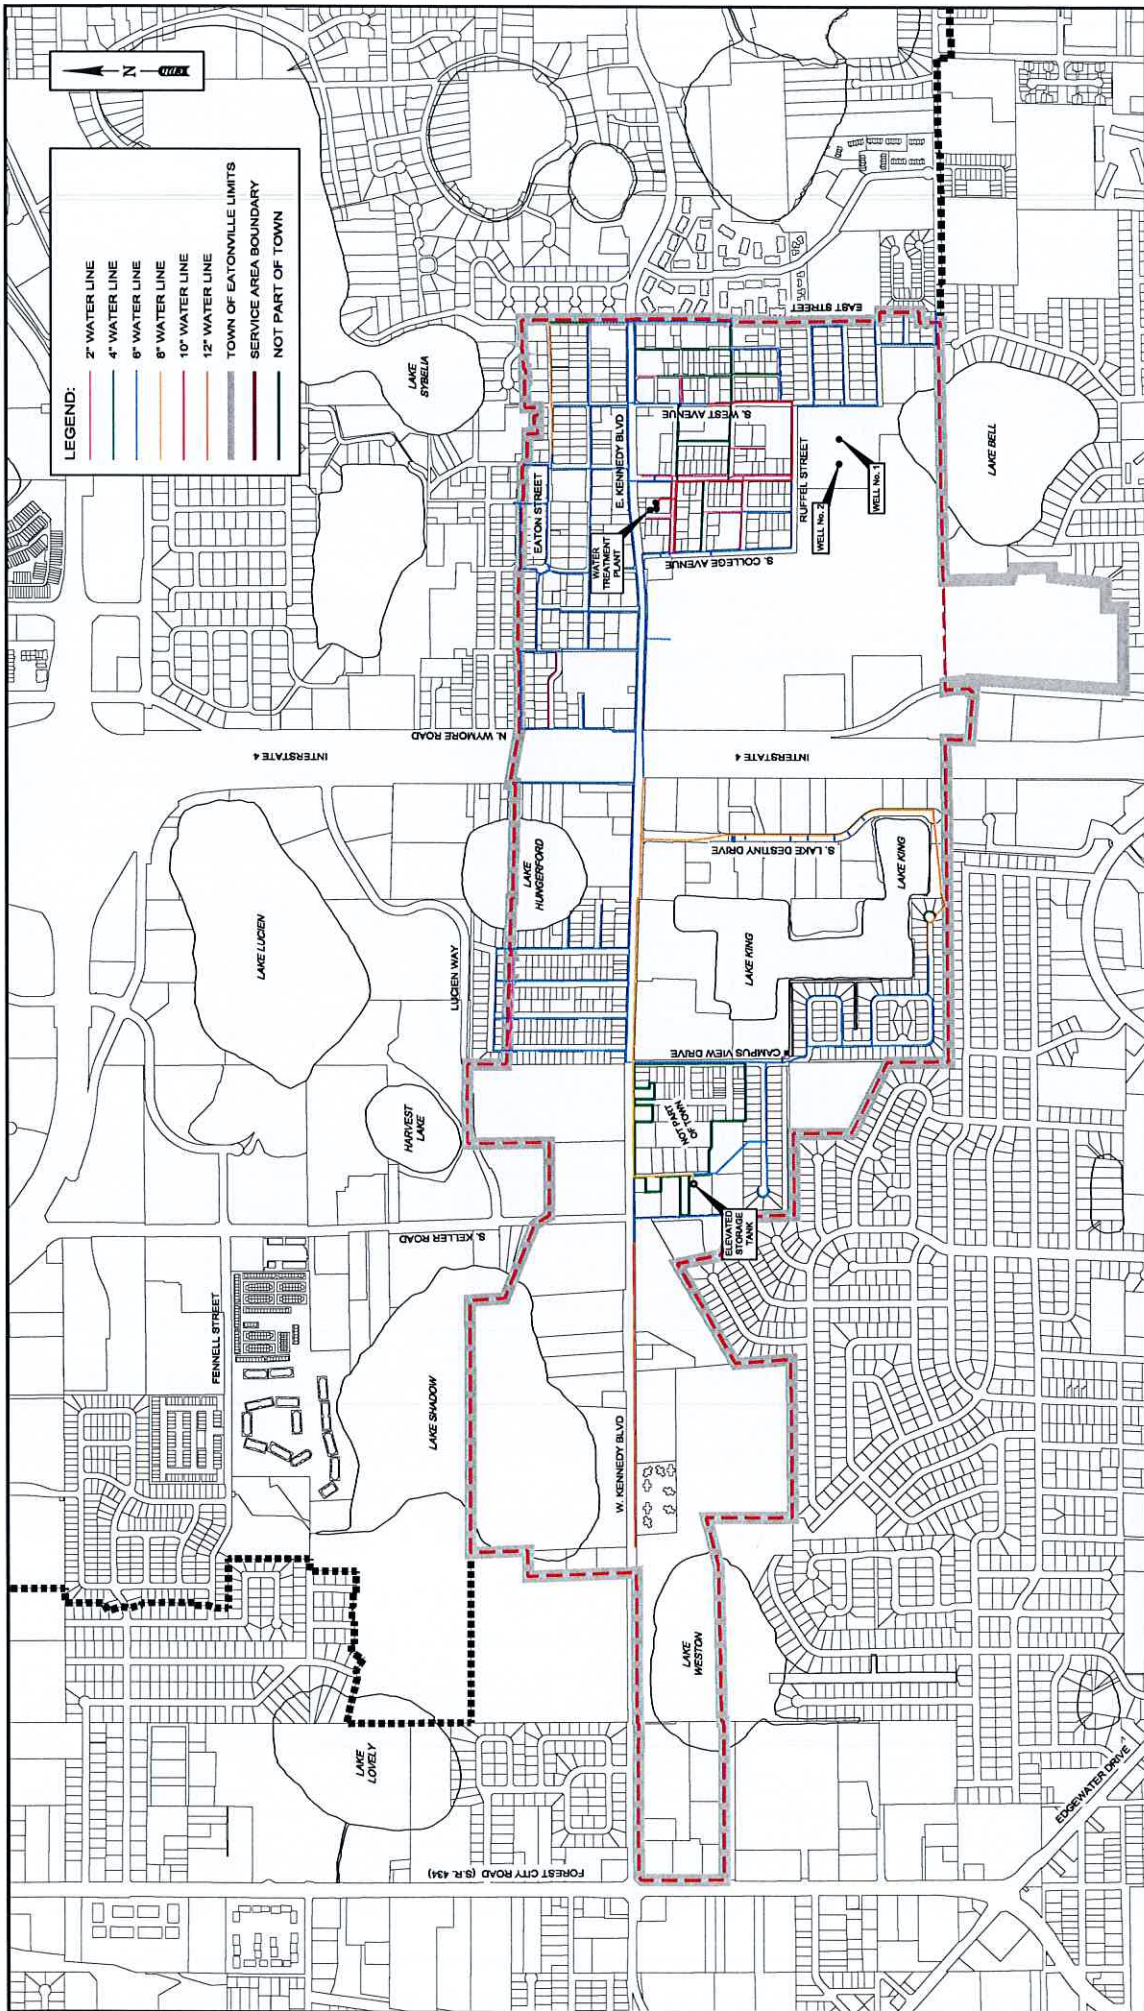 N
LEGEND:
2" WATER LINE
4" WATER LINE
6" WATER LINE
8" WATER LINE
10" WATER LINE
12" WATER LINE
TOWN OF EATONVILLE LIMITS
SERVICE AREA BOUNDARY
NOT PART OF TOWN
FOREST CITY ROAD (S.R. 434)
LAKE
LOVELY
FENNELL STREET
LAKE SHADOW
S. KELLER ROAD
HARVEST
LAKE
LAKE LUCIEN
LUCIEN WAY
INTERSTATE 4
N. WYMORE ROAD
LAKE
SYBELIA
LAKE
HUNGERFORD
EATON STREET
E. KENNEDY BLVD
W. KENNEDY BLVD
LAKE
WESTON
ELEVATED
STORAGE
TANK
NOT PART
OF TOWN
CAMPUS VIEW DRIVE
LAKE KING
LAKE KING
S. LAKE DESTINY DRIVE
INTERSTATE 4
WATER
TREATMENT
PLANT
S. COLLEGE AVENUE
S. WEST AVENUE
RUFFEL STREET
WELL No. 2
WELL No. 1
EAST STREET
LAKE BELL
EDGEWATER DRIVE